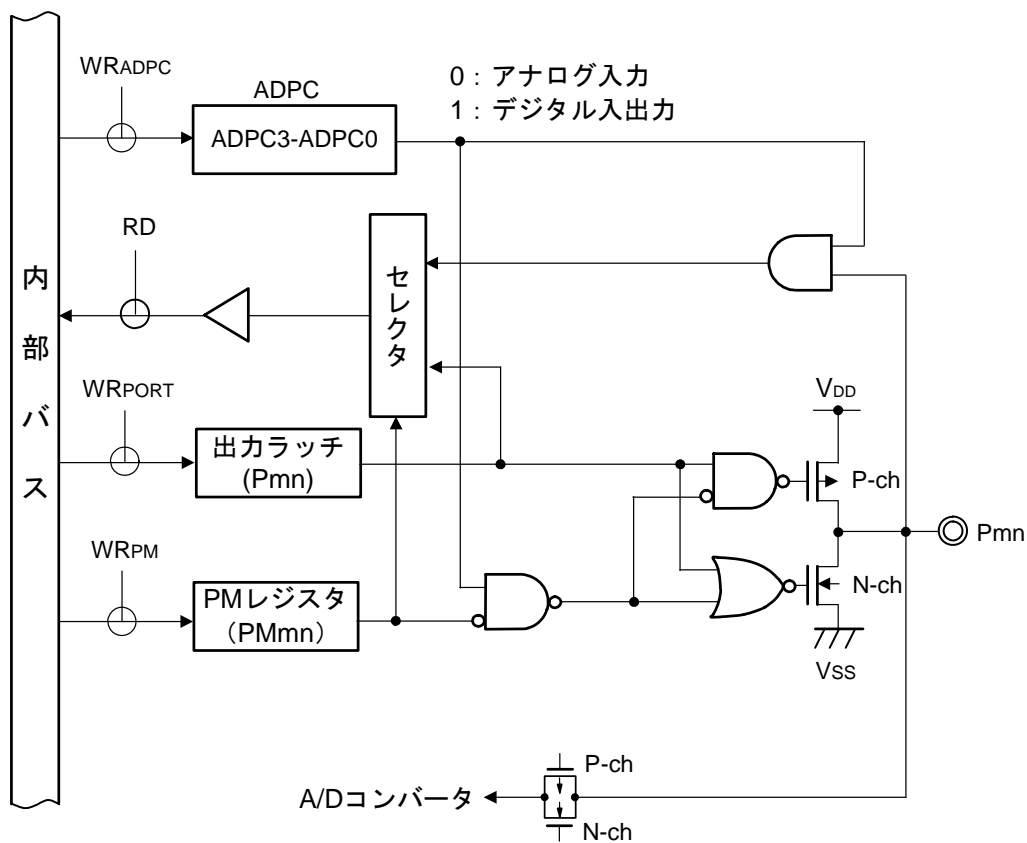 WRADPC
ADPC
ADPC3-ADPC0
0：アナログ入力
1：デジタル入出力
RD
内部バス
セレクタ
WRPORT
出力ラッチ
(Pmn)
VDD
P-ch
Pmn
WRPM
PMレジスタ
（PMmn）
N-ch
VSS
P-ch
A/Dコンバータ
N-ch